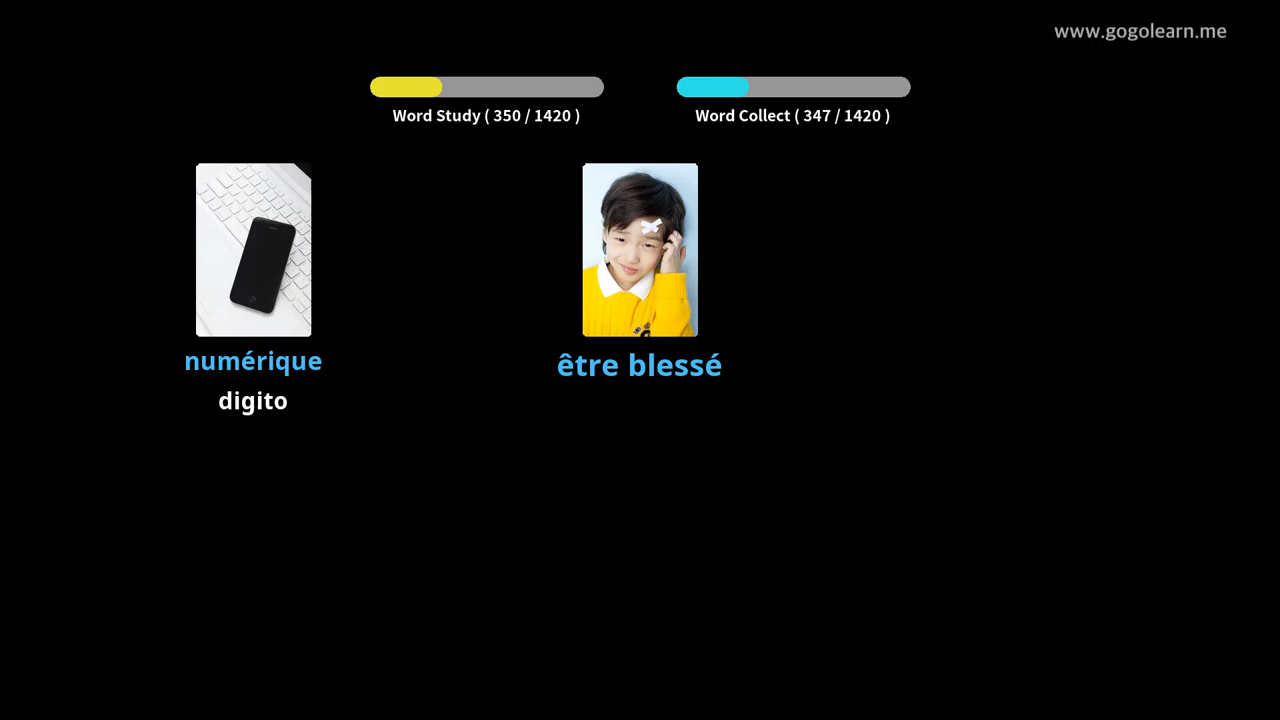 www.gogolearn.me
Word Study ( 350 / 1420 )
Word Collect ( 347 / 1420 )
numérique
digito
être blessé